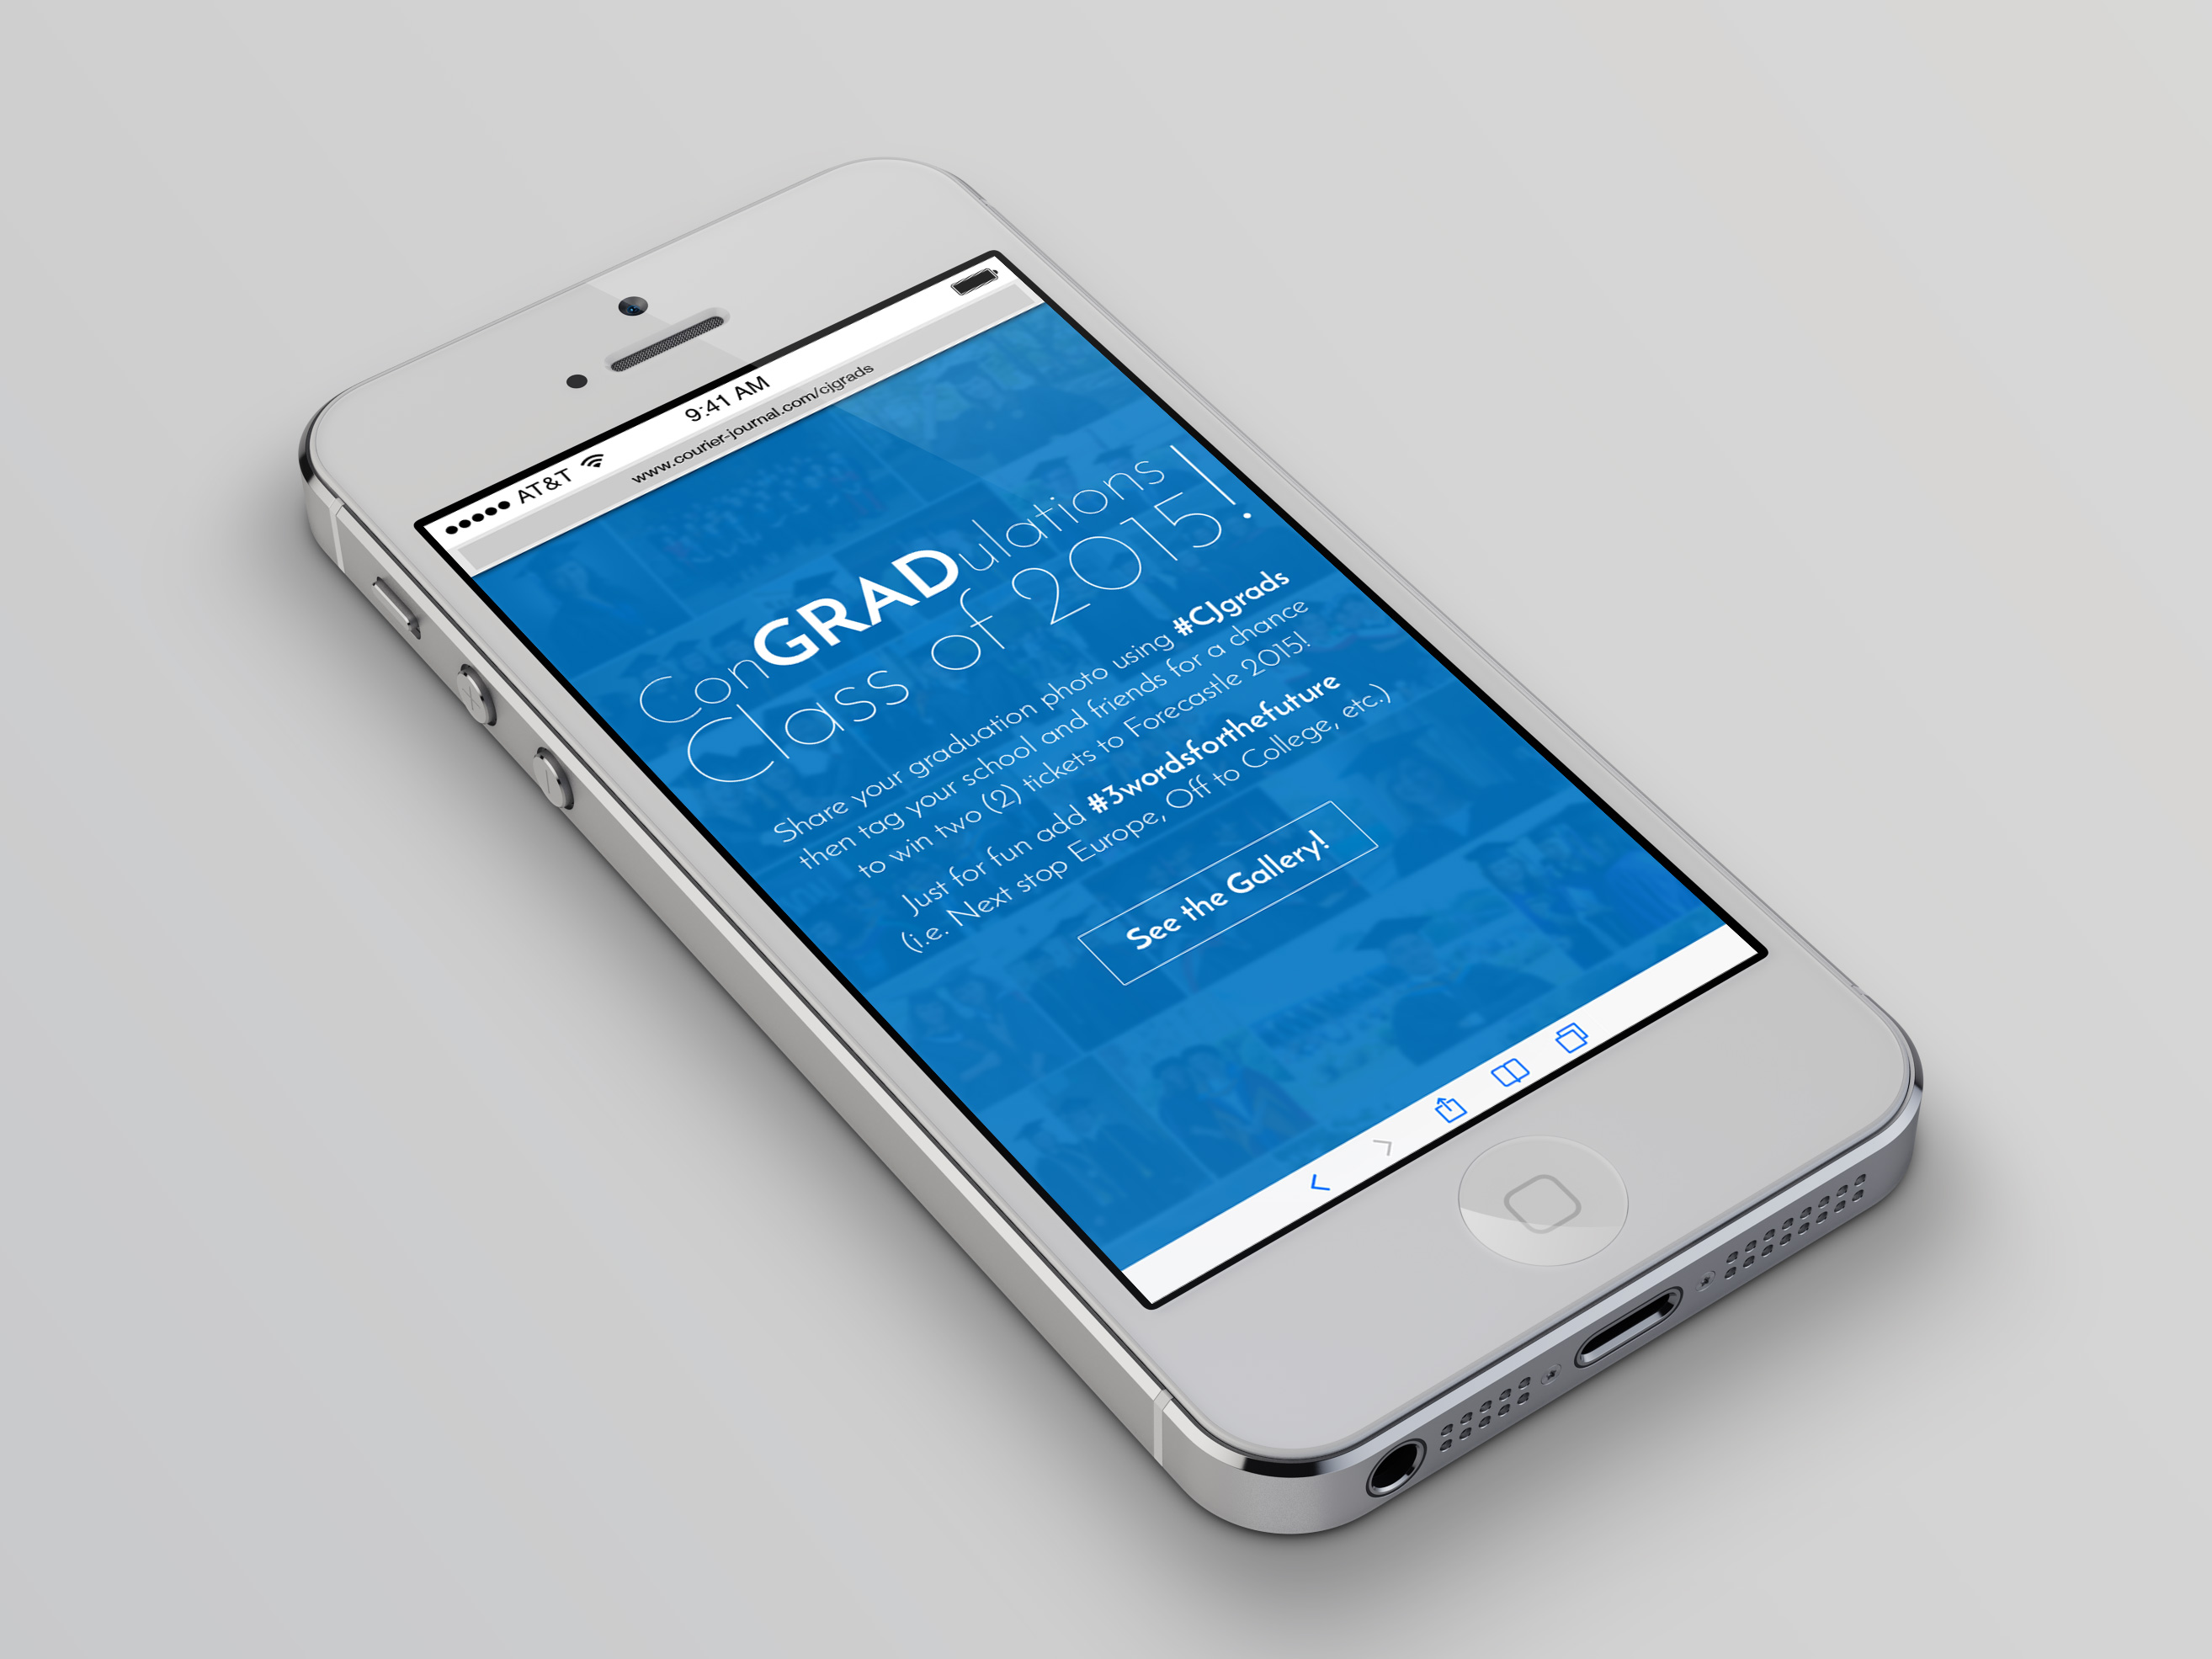 AT&T 9:41 AM
www.courier-journal.com/cjgrads
ConGRADulations
Class of 2015!
Share your graduation photo using #CJgrads
then tag your school and friends for a chance
to win two (2) tickets to Forecastle 2015!
Just for fun add #3wordsforthefuture
(i.e. Next stop Europe, Off to College, etc.)
See the Gallery!